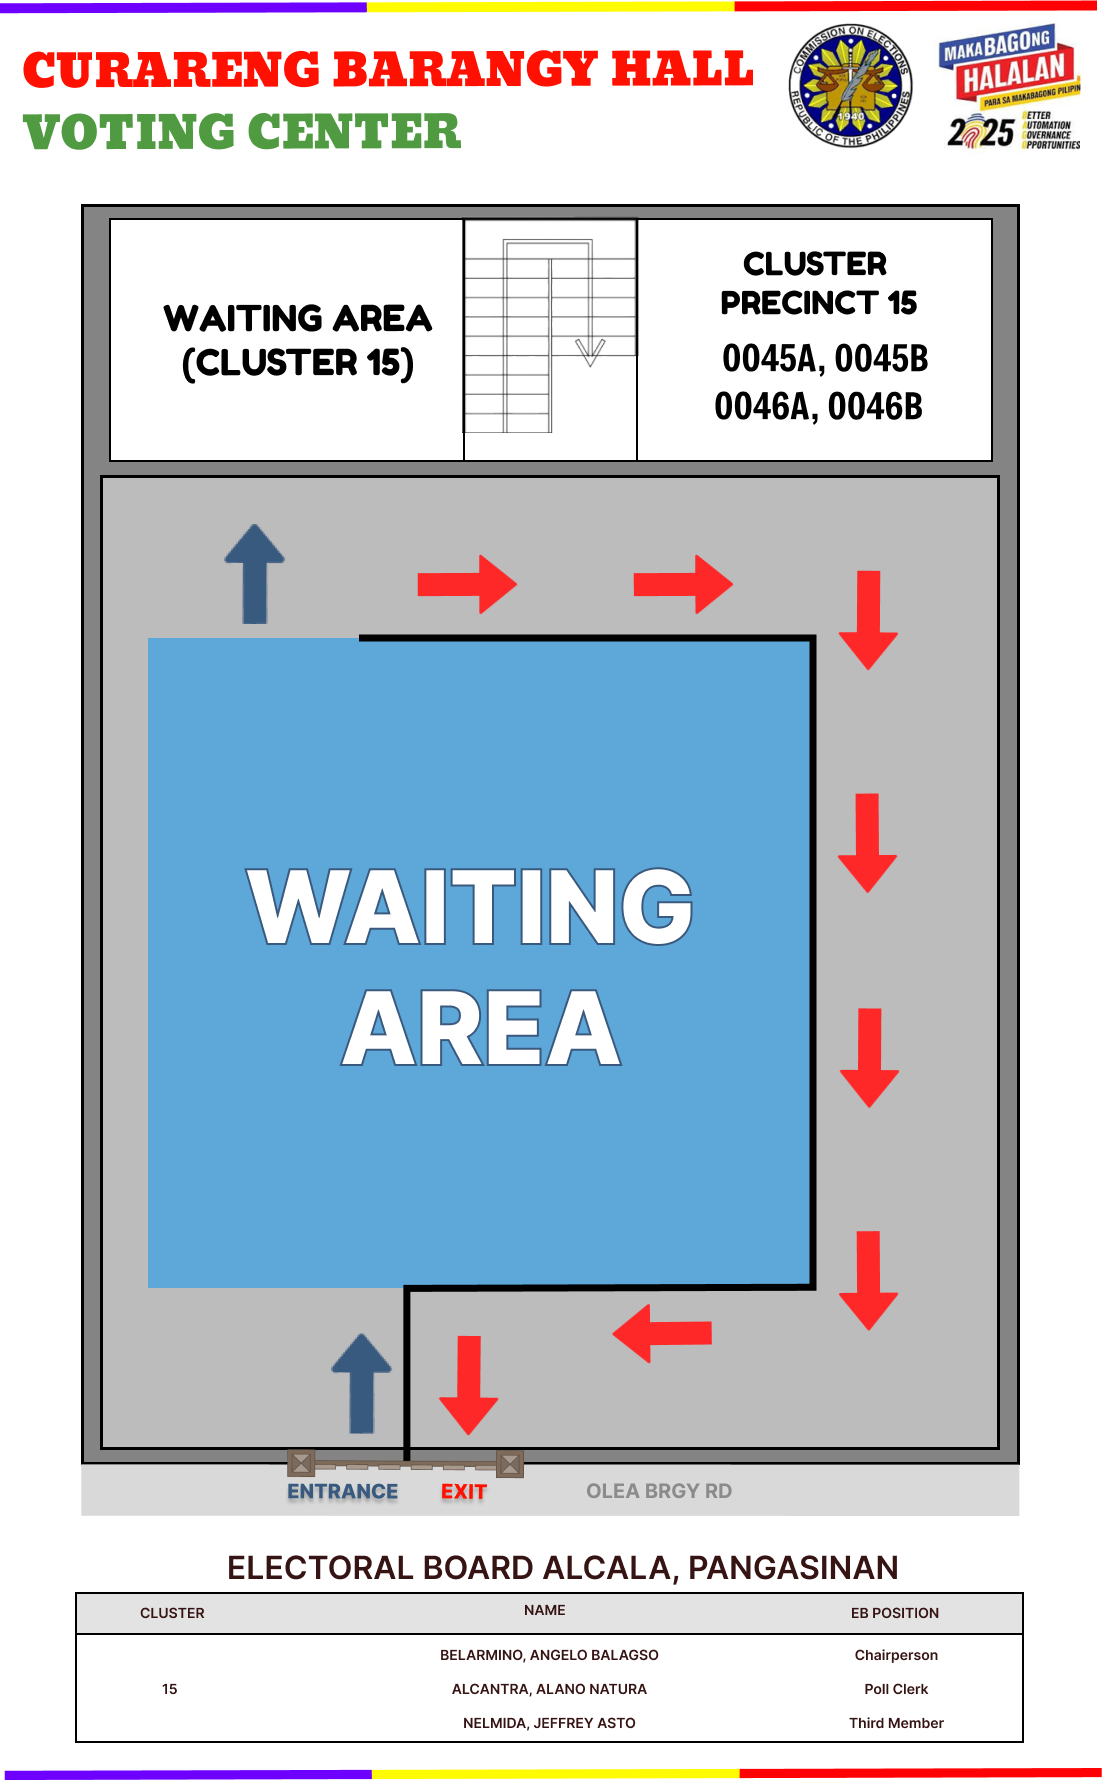 CURARENG BARANGY HALL
VOTING CENTER
COMMISSION ON ELECTIONS
REPUBLIC OF THE PHILIPPINES
1940
MAKABAGONG
HALALAN
PARA SA MAKABAGONG PILIPIN
2025
BETTER
AUTOMATION
GOVERNANCE
OPPORTUNITIES
WAITING AREA
(CLUSTER 15)
CLUSTER
PRECINCT 15
0045A, 0045B
0046A, 0046B
WAITING
AREA
ENTRANCE
EXIT
OLEA BRGY RD
ELECTORAL BOARD ALCALA, PANGASINAN
CLUSTER NAME EB POSITION
BELARMINO, ANGELO BALAGSO Chairperson
15 ALCANTRA, ALANO NATURA Poll Clerk
NELMIDA, JEFFREY ASTO Third Member